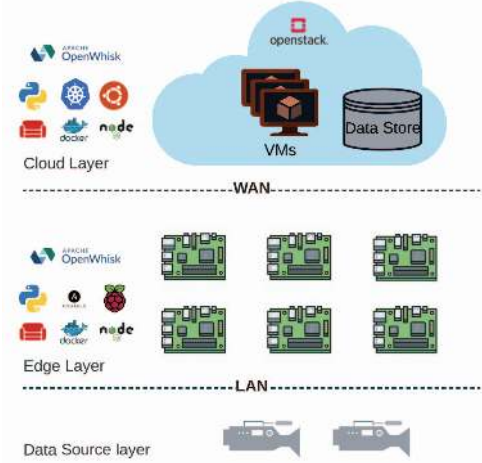 openstack.
APACHE
OpenWhisk
docker
node
VMs
Data Store
Cloud Layer
WAN
APACHE
OpenWhisk
A
docker
node
Edge Layer
LAN
Data Source layer